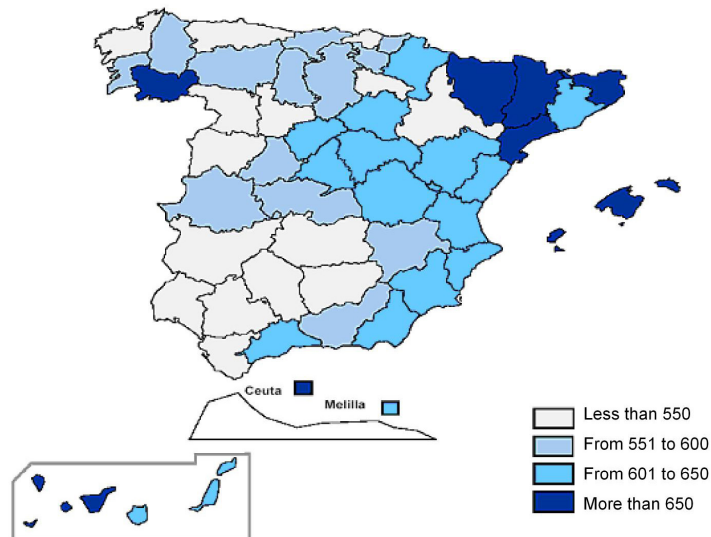 Ceuta
Melilla
Less than 550
From 551 to 600
From 601 to 650
More than 650